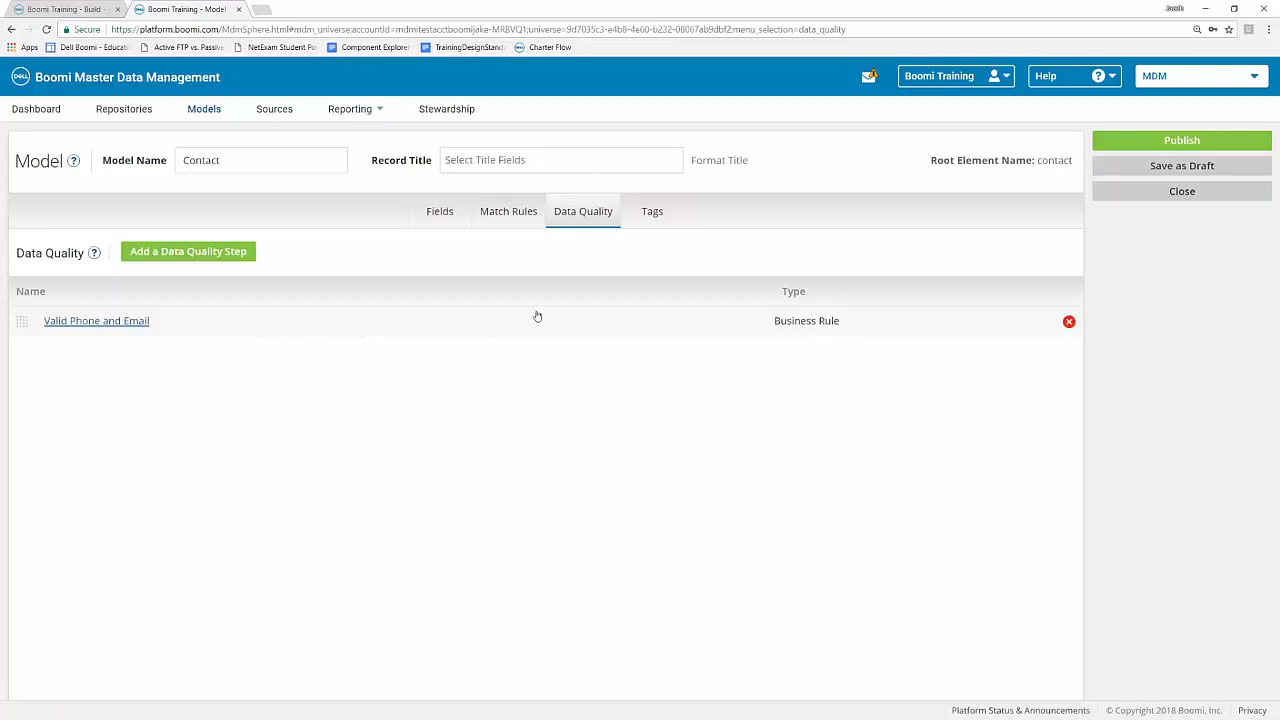 Boomi Training - Build -
Boomi Training - Model
Secure
https://platform.boomi.com/MdmSphere.html#mdm_universe;accountId=mdmitestacctboomijake-MRBVQ1;universe=9d7035c3-e4b8-4e60-b232-08067ab9dbf2;menu_selection=data_quality
Apps
Dell Boomi - Educati
Active FTP vs. Passiv
NetExam Student Po
Component Explorer
TrainingDesignStand
Charter Flow
DELL
Boomi Master Data Management
Boomi Training
Help
MDM
Dashboard
Repositories
Models
Sources
Reporting
Stewardship
Model
Model Name
Contact
Record Title
Select Title Fields
Format Title
Root Element Name: contact
Publish
Save as Draft
Close
Fields
Match Rules
Data Quality
Tags
Data Quality
Add a Data Quality Step
Name
Type
Valid Phone and Email
Business Rule
Platform Status & Announcements
© Copyright 2018 Boomi, Inc.
Privacy